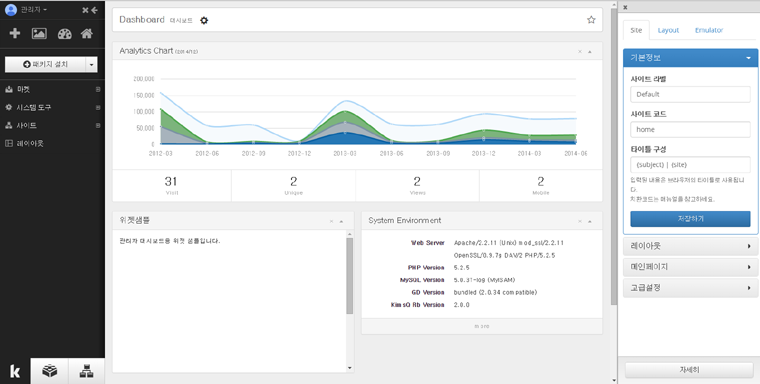 관리자
패키지 설치
마켓
시스템 도구
사이트
레이아웃
k
Dashboard 대시보드
Analytics Chart
200,000
150,000
100,000
50,000
0
2012-03 2012-06 2012-09 2012-12 2013-03 2013-06 2013-09 2013-12 2014-03 2014-06
31 2 2 2
Visit Unique Views Mobile
위젯샘플
관리자 대시보드용 위젯 샘플입니다.
System Environment
Web Server Apache/2.2.11 (Unix) mod_ssl/2.2.11
OpenSSL/0.9.7g DAV/2 PHP/5.2.5
PHP Version 5.2.5
MySQL Version
GD Version bundled (2.0.34 compatible)
KimsQ Rb Version 2.0.0
more
x
Site Layout Emulator
기본정보
사이트 라벨
Default
사이트 코드
home
타이틀 구성
{subject} | {site}
입력된 내용은 브라우저의 타이틀로 사용됩니
다.
치환코드는 매뉴얼을 참고하세요.
저장하기
레이아웃
메인페이지
고급설정
자세히